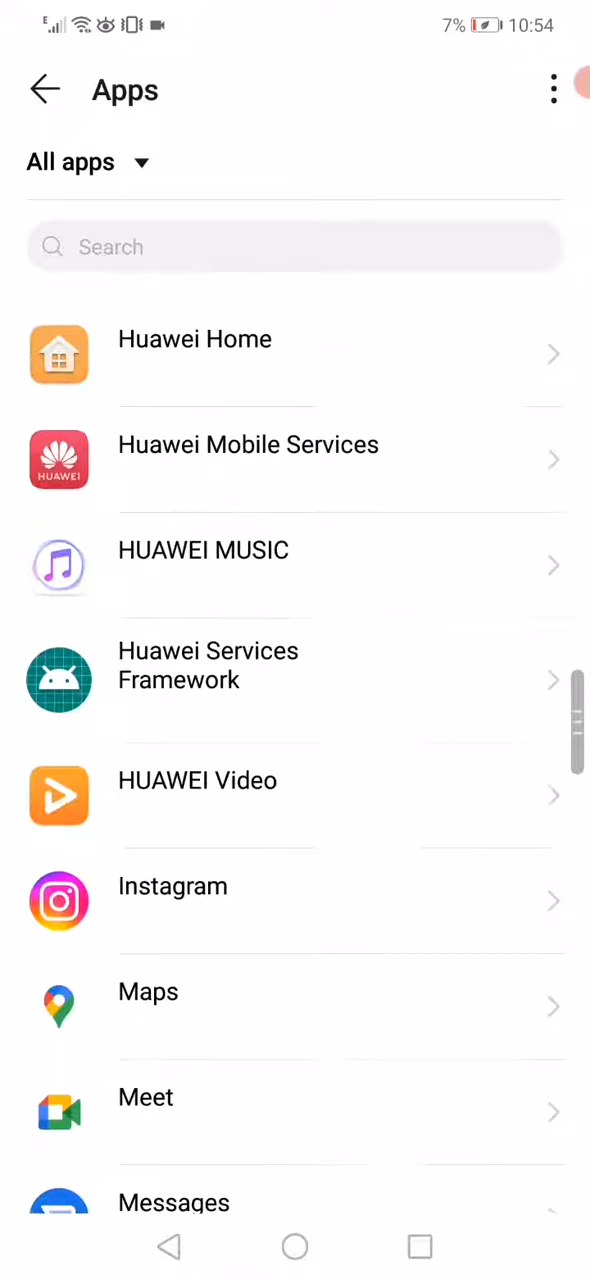 E 7% 10:54
Apps
All apps
Search
Huawei Home
HUAWEI
Huawei Mobile Services
HUAWEI MUSIC
Huawei Services
Framework
HUAWEI Video
Instagram
Maps
Meet
Messages